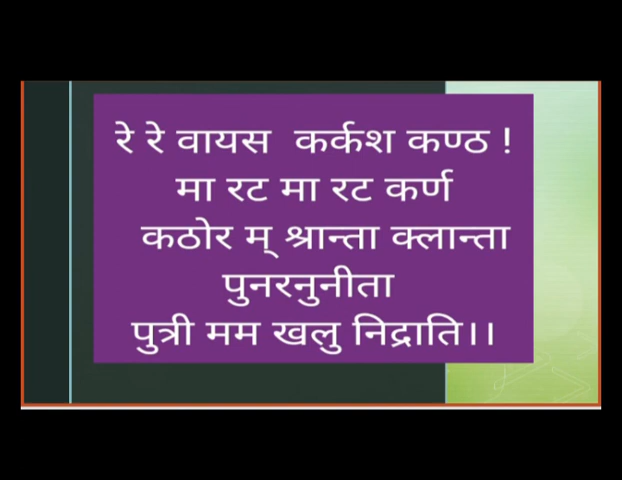 रे रे वायस कर्कश कण्ठ !
मा रट मा रट कर्ण
कठोर म् श्रान्ता क्लान्ता
पुनरनुनीता
पुत्री मम खलु निद्राति।।